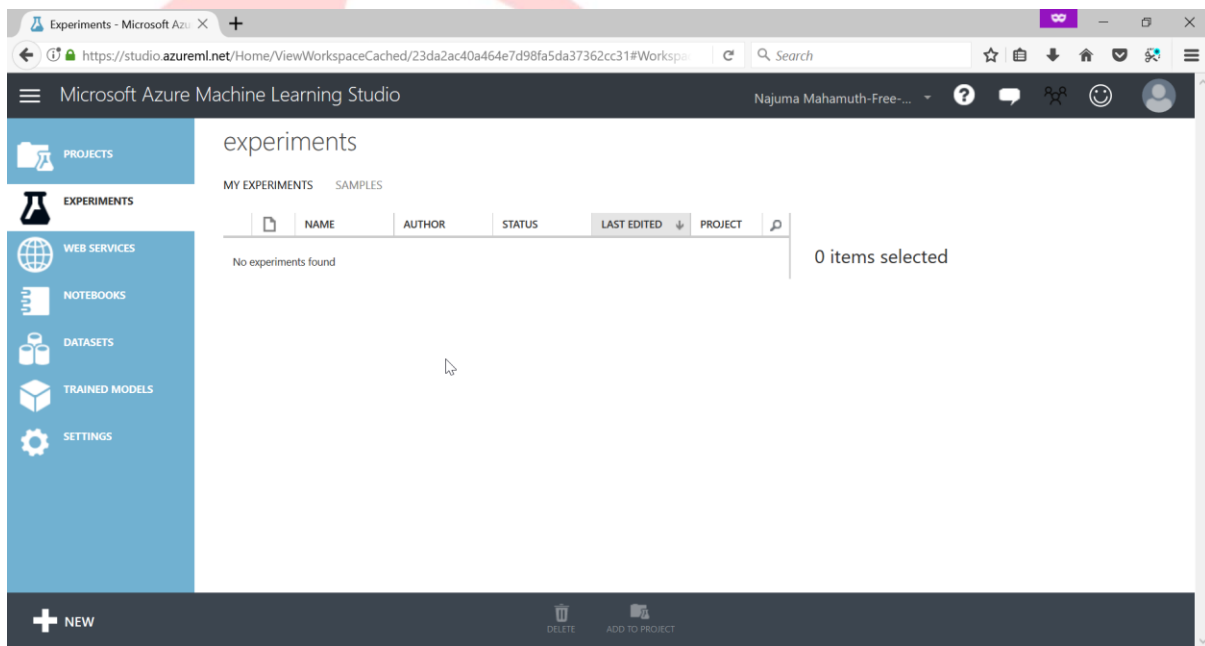 Experiments - Microsoft Azu
https://studio.azureml.net/Home/ViewWorkspaceCached/23da2ac40a464e7d98fa5da37362cc31#Workspa
Search
Microsoft Azure Machine Learning Studio
Najuma Mahamuth-Free-...
PROJECTS
EXPERIMENTS
WEB SERVICES
NOTEBOOKS
DATASETS
TRAINED MODELS
SETTINGS
experiments
MY EXPERIMENTS SAMPLES
NAME AUTHOR STATUS LAST EDITED PROJECT
No experiments found
0 items selected
NEW
DELETE
ADD TO PROJECT